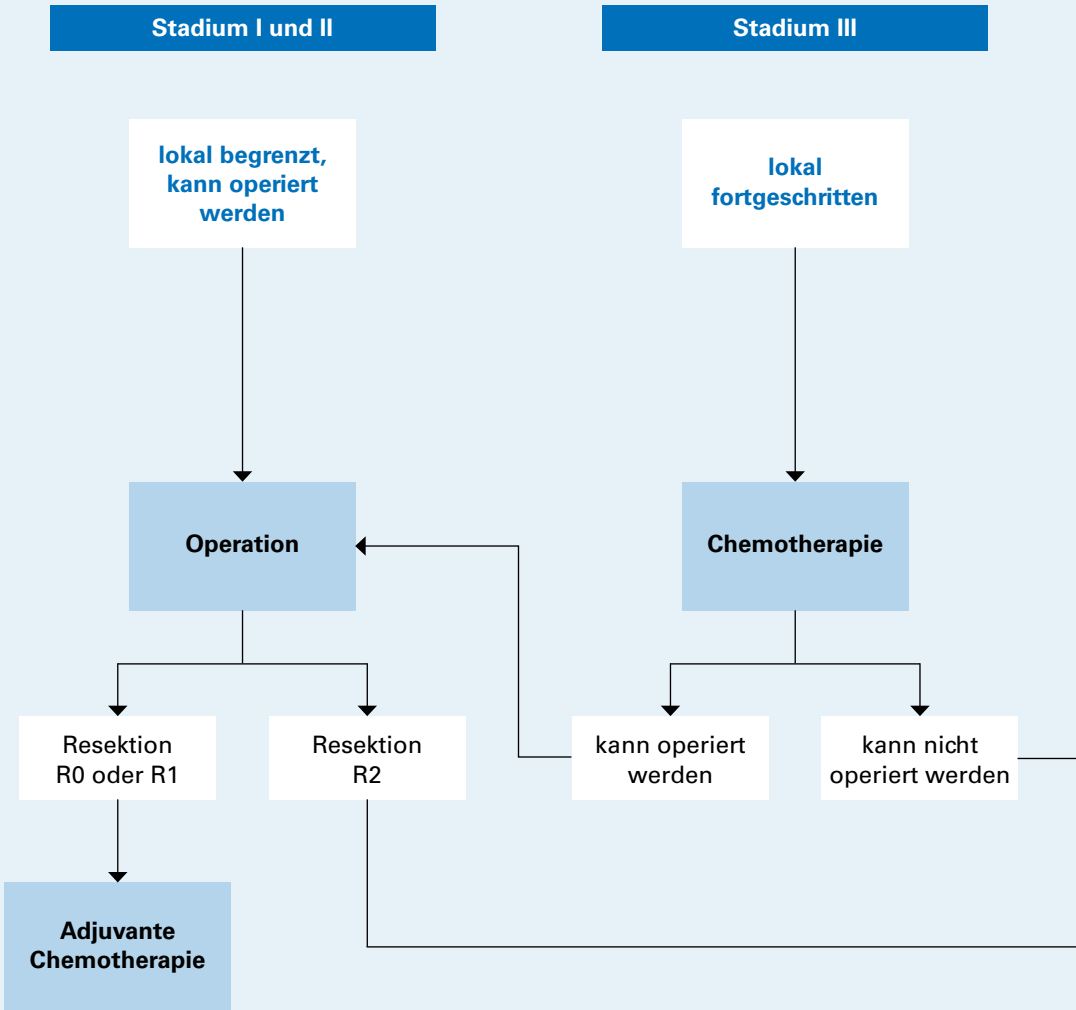 Stadium I und II
Stadium III
lokal begrenzt,
kann operiert
werden
lokal
fortgeschritten
Operation
Chemotherapie
Resektion
R0 oder R1
Resektion
R2
kann operiert
werden
kann nicht
operiert werden
Adjuvante
Chemotherapie